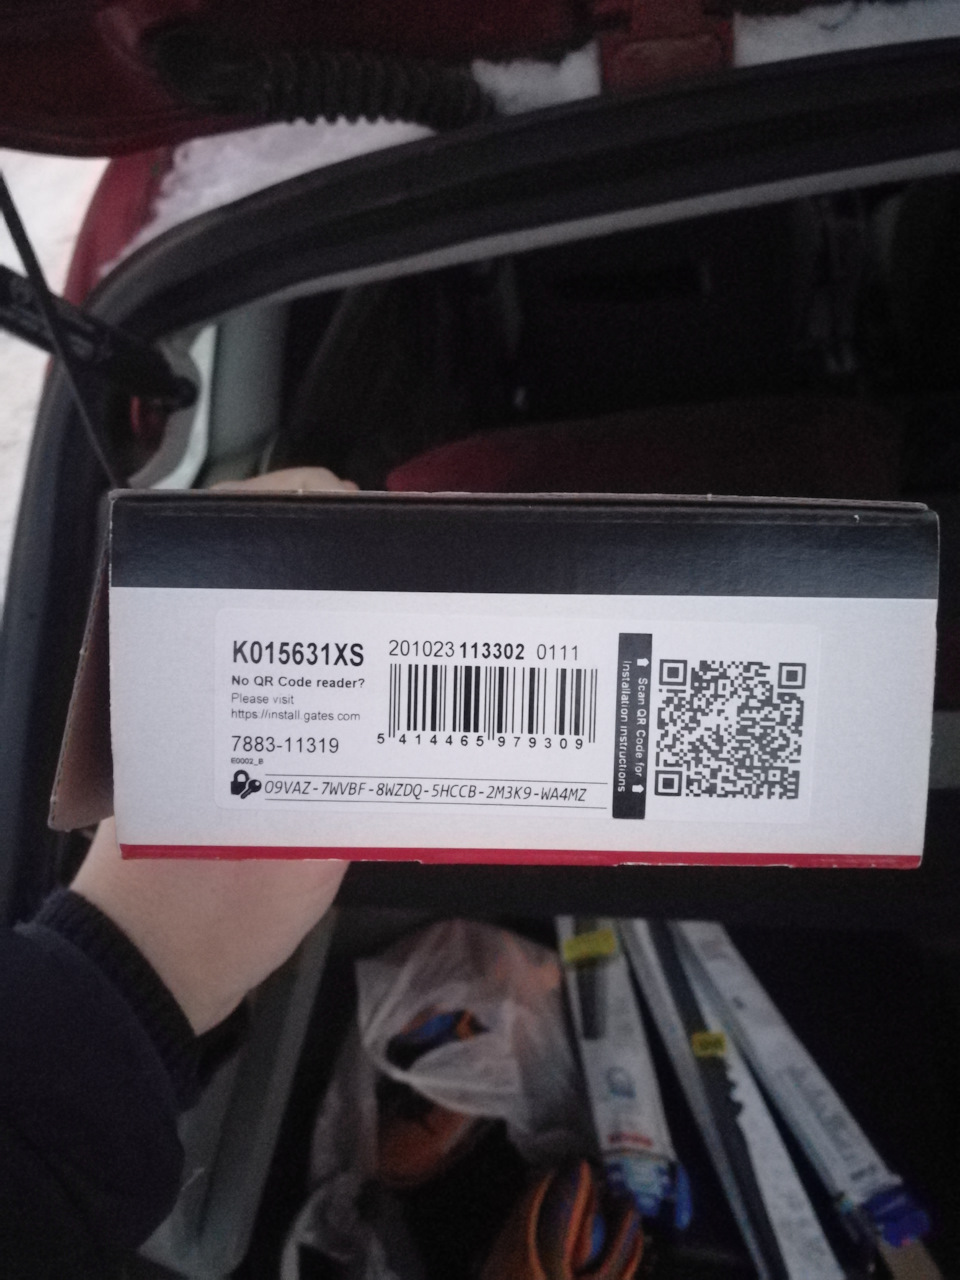 K015631XS
201023 113302 0111
No QR Code reader?
Please visit
https://install.gates.com
7883-11319
E0002_B
5 414465 979309
09VAZ-7WVBF-8WZDQ-5HCCB-2M3K9-WA4MZ
Scan QR Code for
Installation instructions